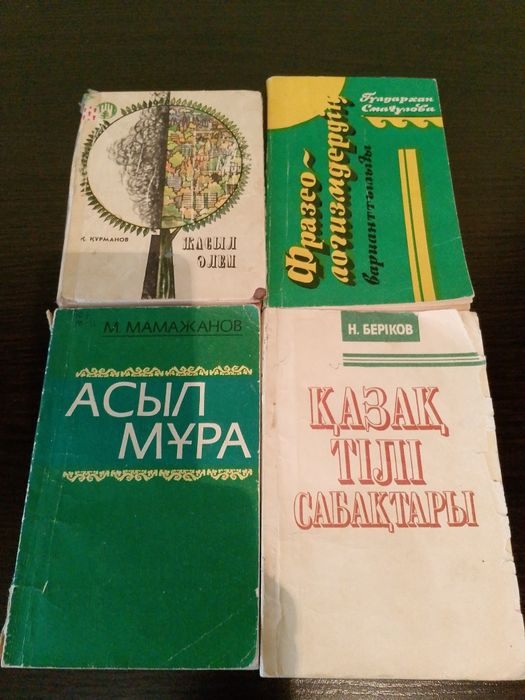 Қ. ҚҰРМАНОВ
ЖАСЫЛ
ӘЛЕМ
Гүлдархан
Смағұлова
Фразео~
логизмдердің
варианттылығы
М. МАМАЖАНОВ
АСЫЛ
МҰРА
Н. БЕРІКОВ
ҚАЗАҚ
ТІЛІ
САБАҚТАРЫ